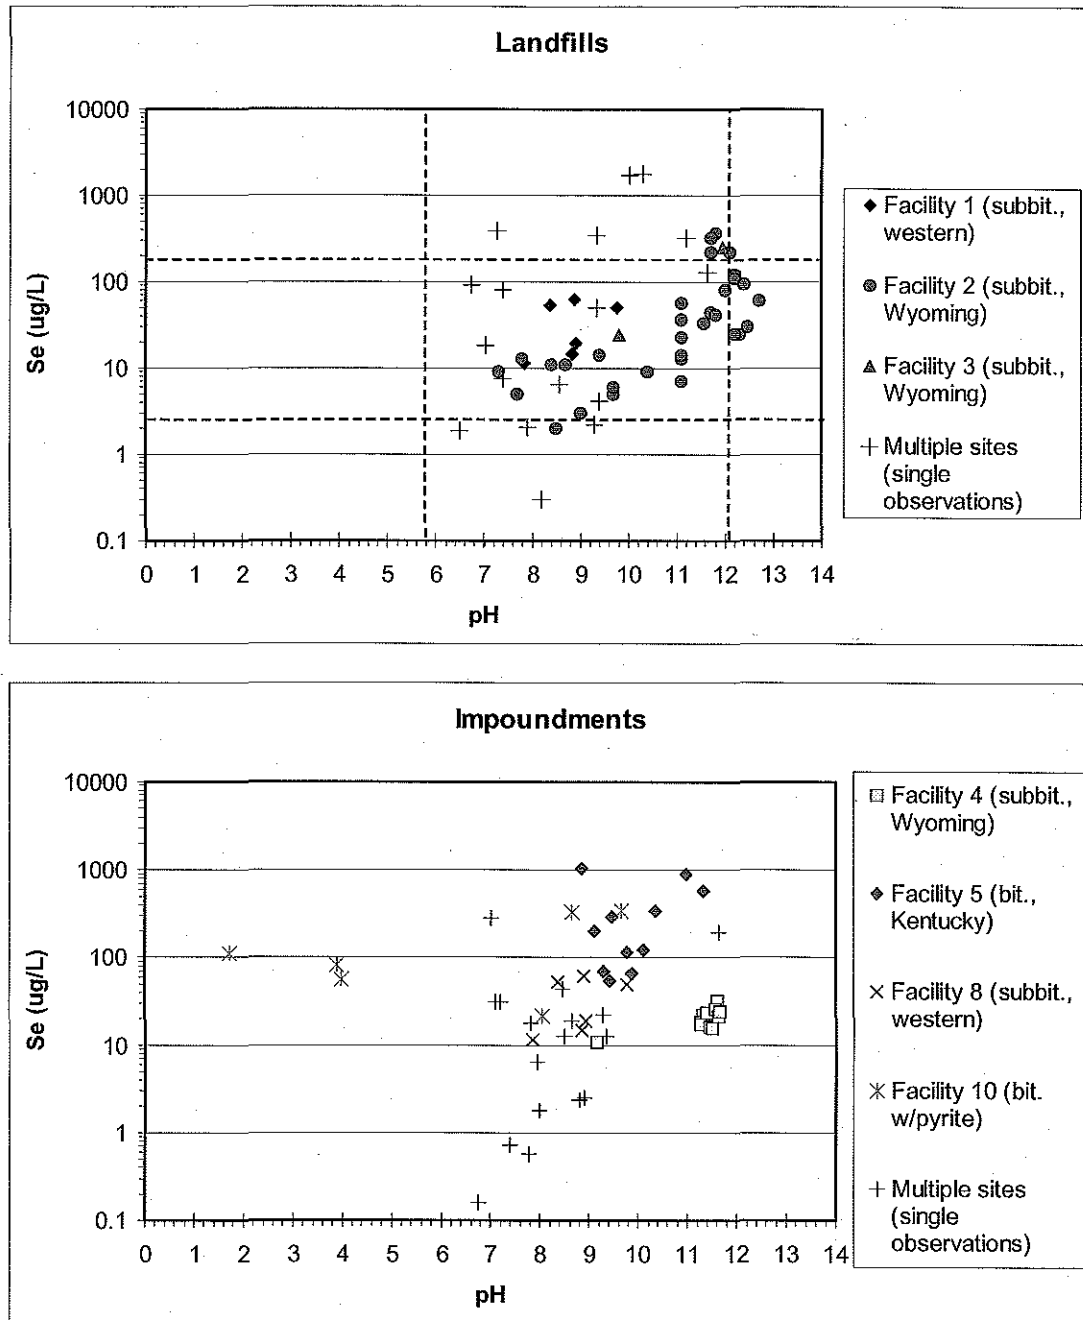 Landfills
10000
1000
100
10
1
0.1
Se (ug/L)
0 1 2 3 4 5 6 7 8 9 10 11 12 13 14
pH
Facility 1 (subbit.,
western)
Facility 2 (subbit.,
Wyoming)
Facility 3 (subbit.,
Wyoming)
Multiple sites
(single
observations)
Impoundments
10000
1000
100
10
1
0.1
Se (ug/L)
0 1 2 3 4 5 6 7 8 9 10 11 12 13 14
pH
Facility 4 (subbit.,
Wyoming)
Facility 5 (bit.,
Kentucky)
Facility 8 (subbit.,
western)
Facility 10 (bit.
w/pyrite)
Multiple sites
(single
observations)